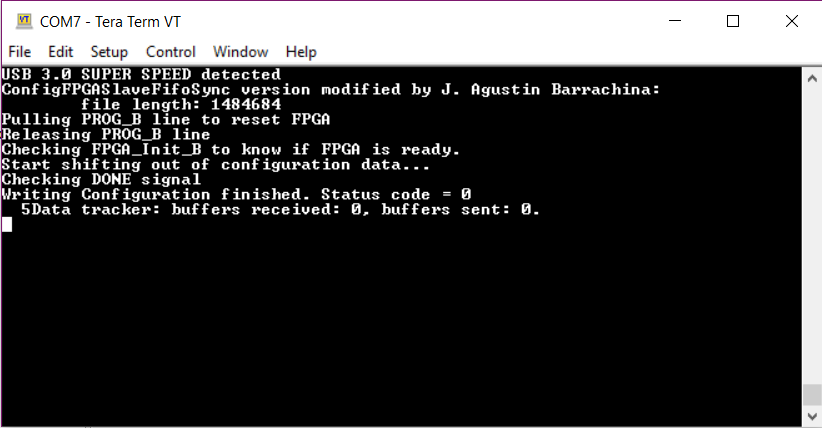 VT COM7 - Tera Term VT
File Edit Setup Control Window Help
USB 3.0 SUPER SPEED detected
ConfigFPGASlaveFifoSync version modified by J. Agustin Barrachina:
file length: 1484684
Pulling PROG_B line to reset FPGA
Releasing PROG_B line
Checking FPGA_Init_B to know if FPGA is ready.
Start shifting out of configuration data...
Checking DONE signal
Writing Configuration finished. Status code = 0
5Data tracker: buffers received: 0, buffers sent: 0.